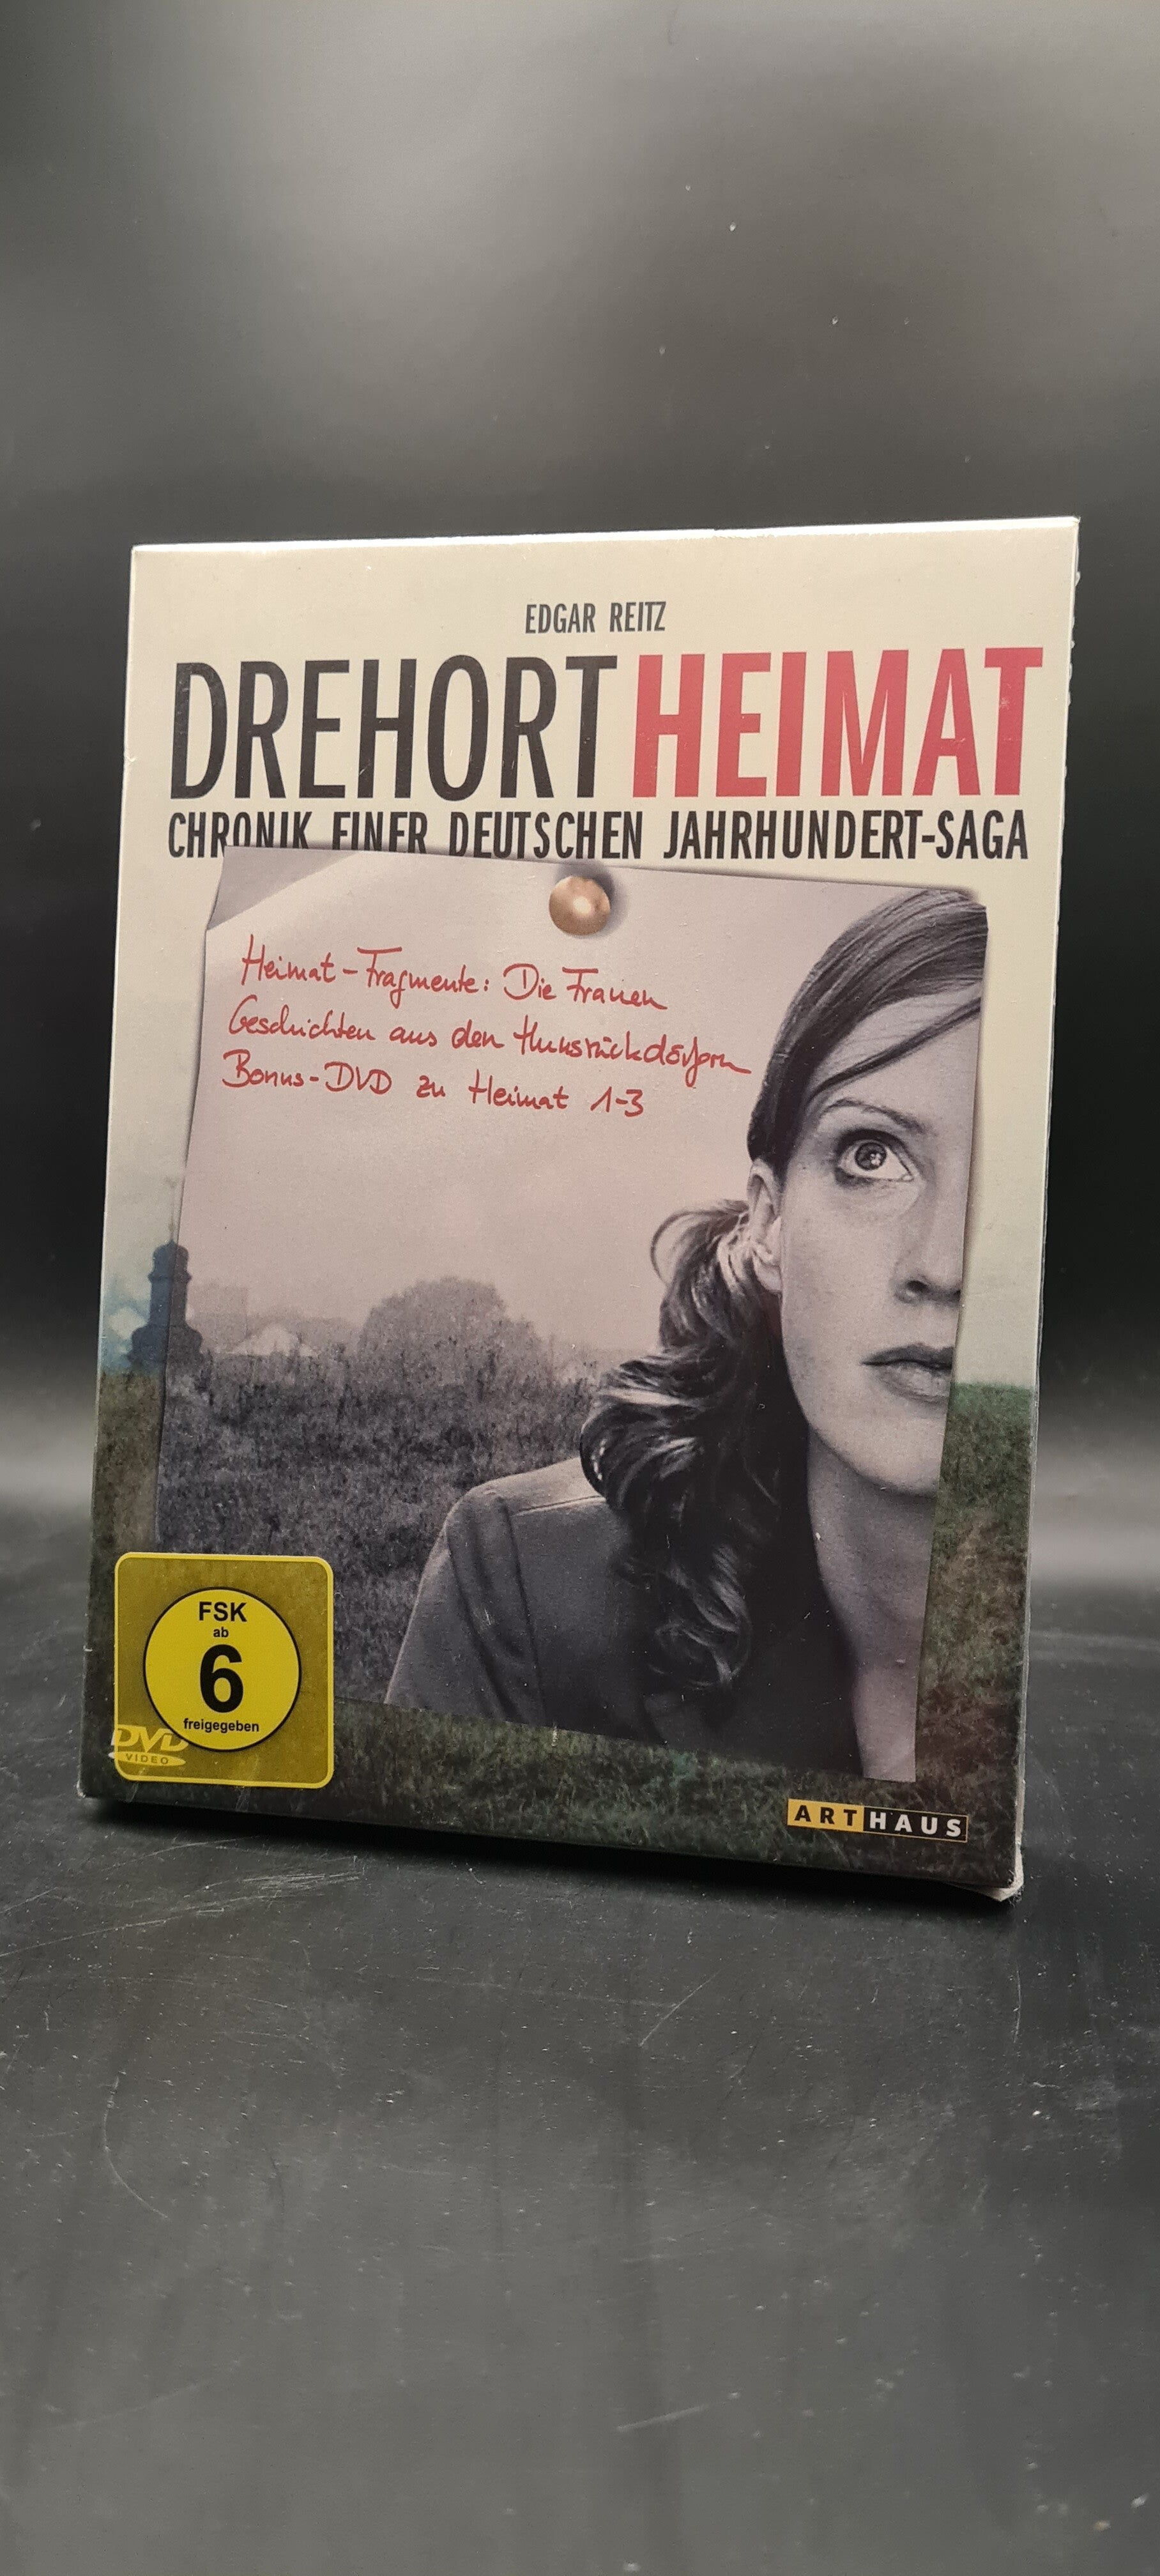 EDGAR REITZ
DREHORT HEIMAT
CHRONIK EINER DEUTSCHEN JAHRHUNDERT-SAGA
Heimat-Fragmente: Die Frauen
Geschichten aus den Hunsrückdörfern
Bonus-DVD zu Heimat 1-3
FSK
ab
6
freigegeben
DVD
VIDEO
ARTHAUS